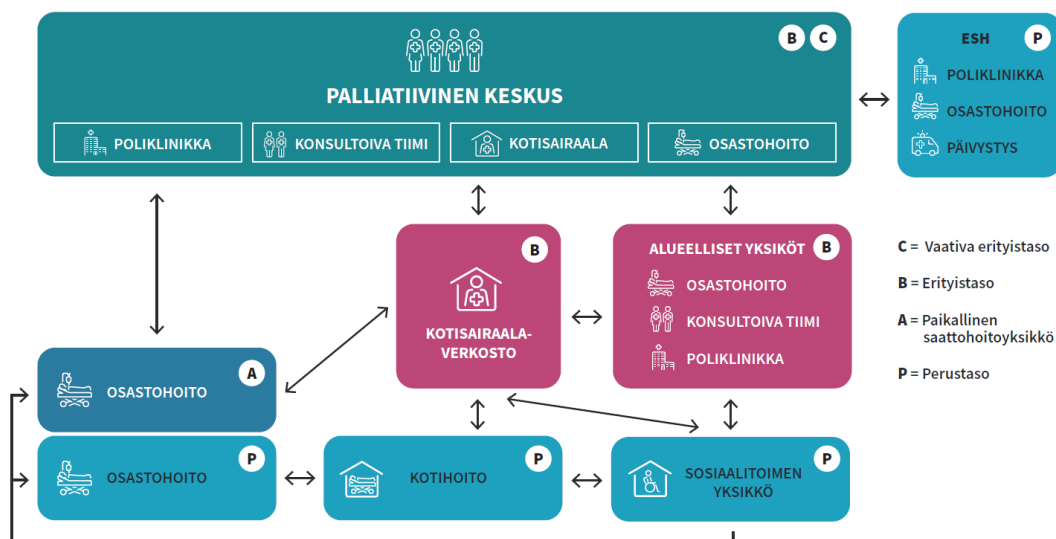 B C
PALLIATIIVINEN KESKUS
POLIKLINIKKA
KONSULTOIVA TIIMI
KOTISAIRAALA
OSASTOHOITO
ESH P
POLIKLINIKKA
OSASTOHOITO
PÄIVYSTYS
B
KOTISAIRAALA-
VERKOSTO
ALUEELLISET YKSIKÖT B
OSASTOHOITO
KONSULTOIVA TIIMI
POLIKLINIKKA
C = Vaativa erityistaso
B = Erityistaso
A = Paikallinen
saattohoitoyksikkö
P = Perustaso
A
OSASTOHOITO
P
OSASTOHOITO
P
KOTIHOITO
P
SOSIAALITOIMEN
YKSIKKÖ